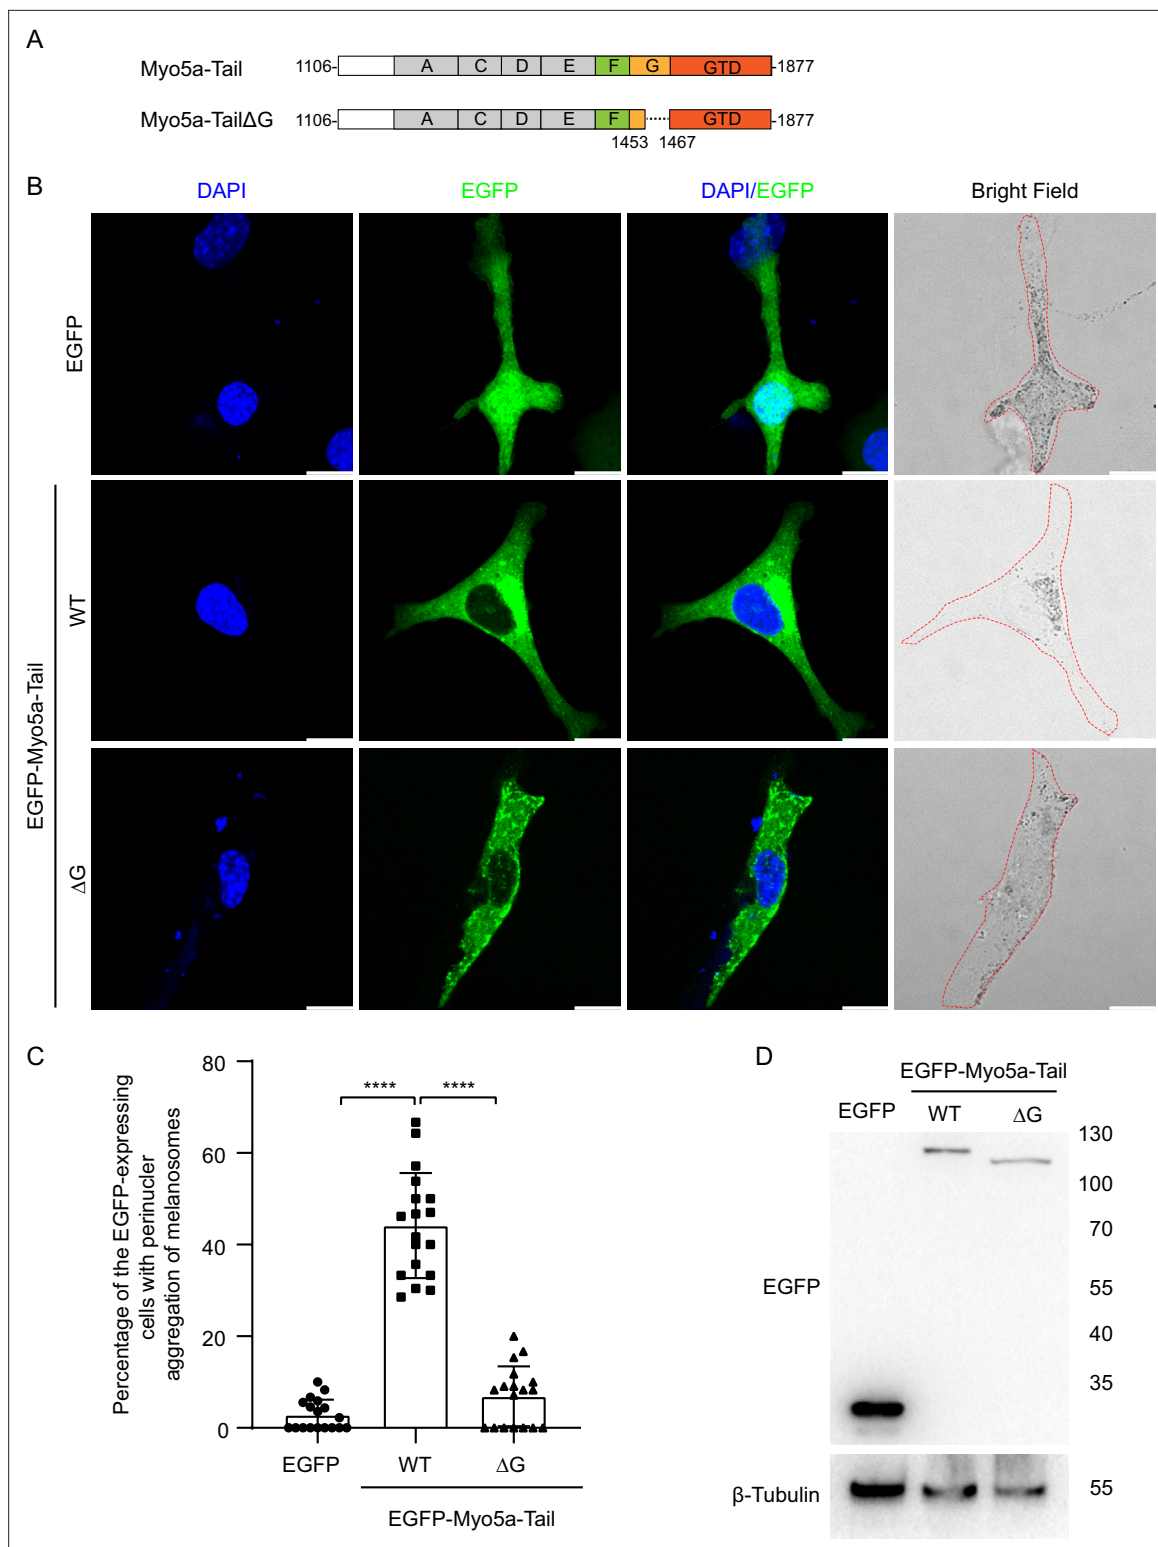 A
Myo5a-Tail 1106- A C D E F G GTD -1877
Myo5a-TailΔG 1106- A C D E F GTD -1877
1453 1467
B
DAPI EGFP DAPI/EGFP Bright Field
EGFP
EGFP-Myo5a-Tail
WT
ΔG
C
Percentage of the EGFP-expressing
cells with perinucler
aggregation of melanosomes
80
60
40
20
0
**** ****
EGFP WT ΔG
EGFP-Myo5a-Tail
D
EGFP-Myo5a-Tail
EGFP WT ΔG
130
100
70
55
40
35
EGFP
β-Tubulin 55